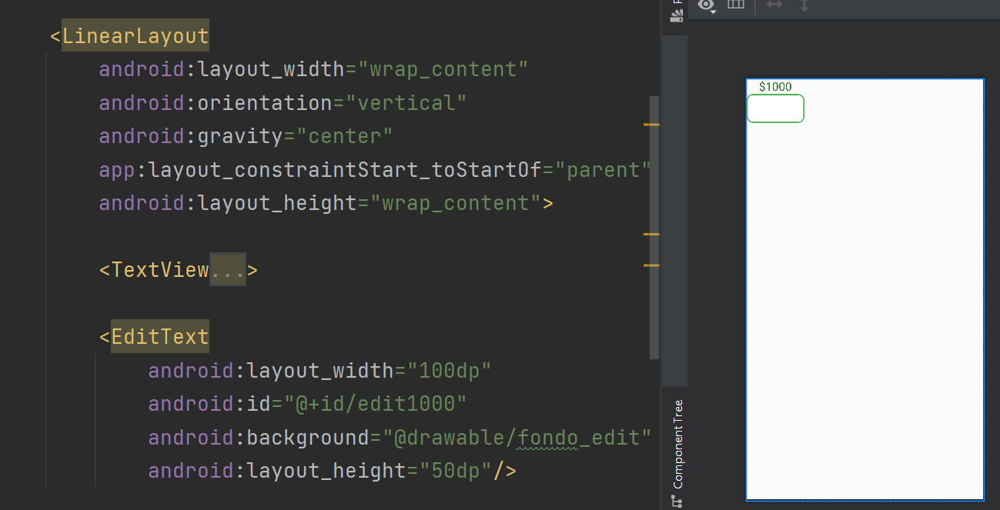 <LinearLayout
android:layout_width="wrap_content"
android:orientation="vertical"
android:gravity="center"
app:layout_constraintStart_toStartOf="parent"
android:layout_height="wrap_content">
<TextView...>
<EditText
android:layout_width="100dp"
android:id="@+id/edit1000"
android:background="@drawable/fondo_edit"
android:layout_height="50dp"/>
Component Tree
$1000